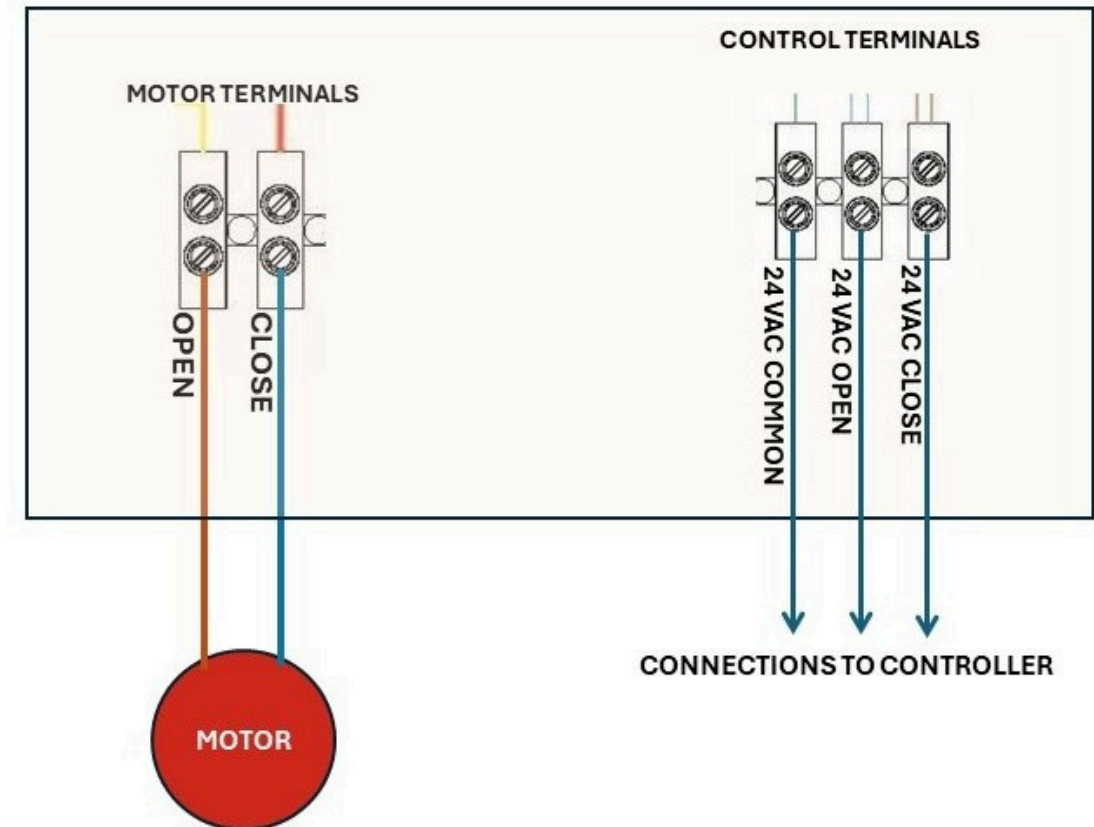 CONTROL TERMINALS
MOTOR TERMINALS
OPEN
CLOSE
24 VAC COMMON
24 VAC OPEN
24 VAC CLOSE
CONNECTIONS TO CONTROLLER
MOTOR